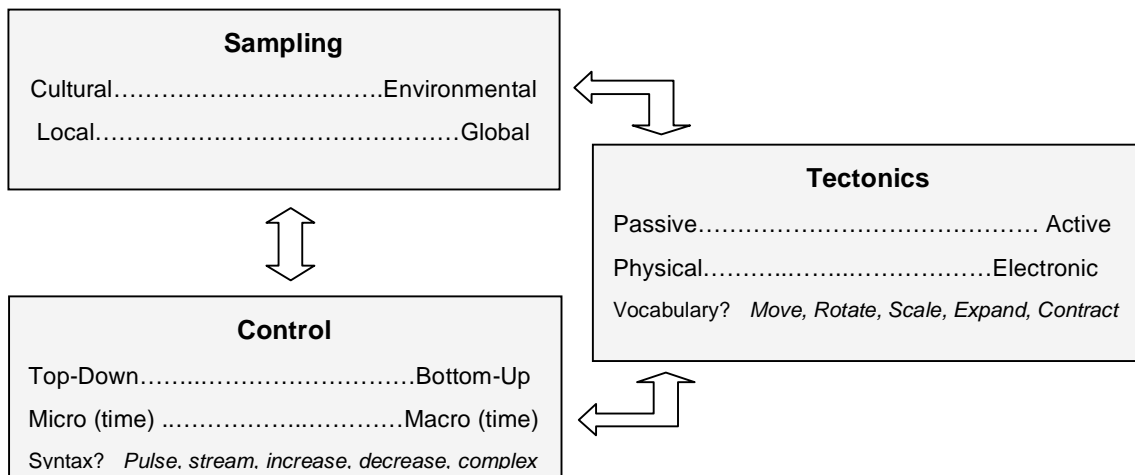 Sampling
Cultural……………………………….Environmental
Local…..…………………………………Global
Tectonics
Passive……………………………………… Active
Physical…….…..……...……………………Electronic
Vocabulary? Move, Rotate, Scale, Expand, Contract
Control
Top-Down……...…………………………Bottom-Up
Micro (time) ..……………..…………Macro (time)
Syntax? Pulse, stream, increase, decrease, complex